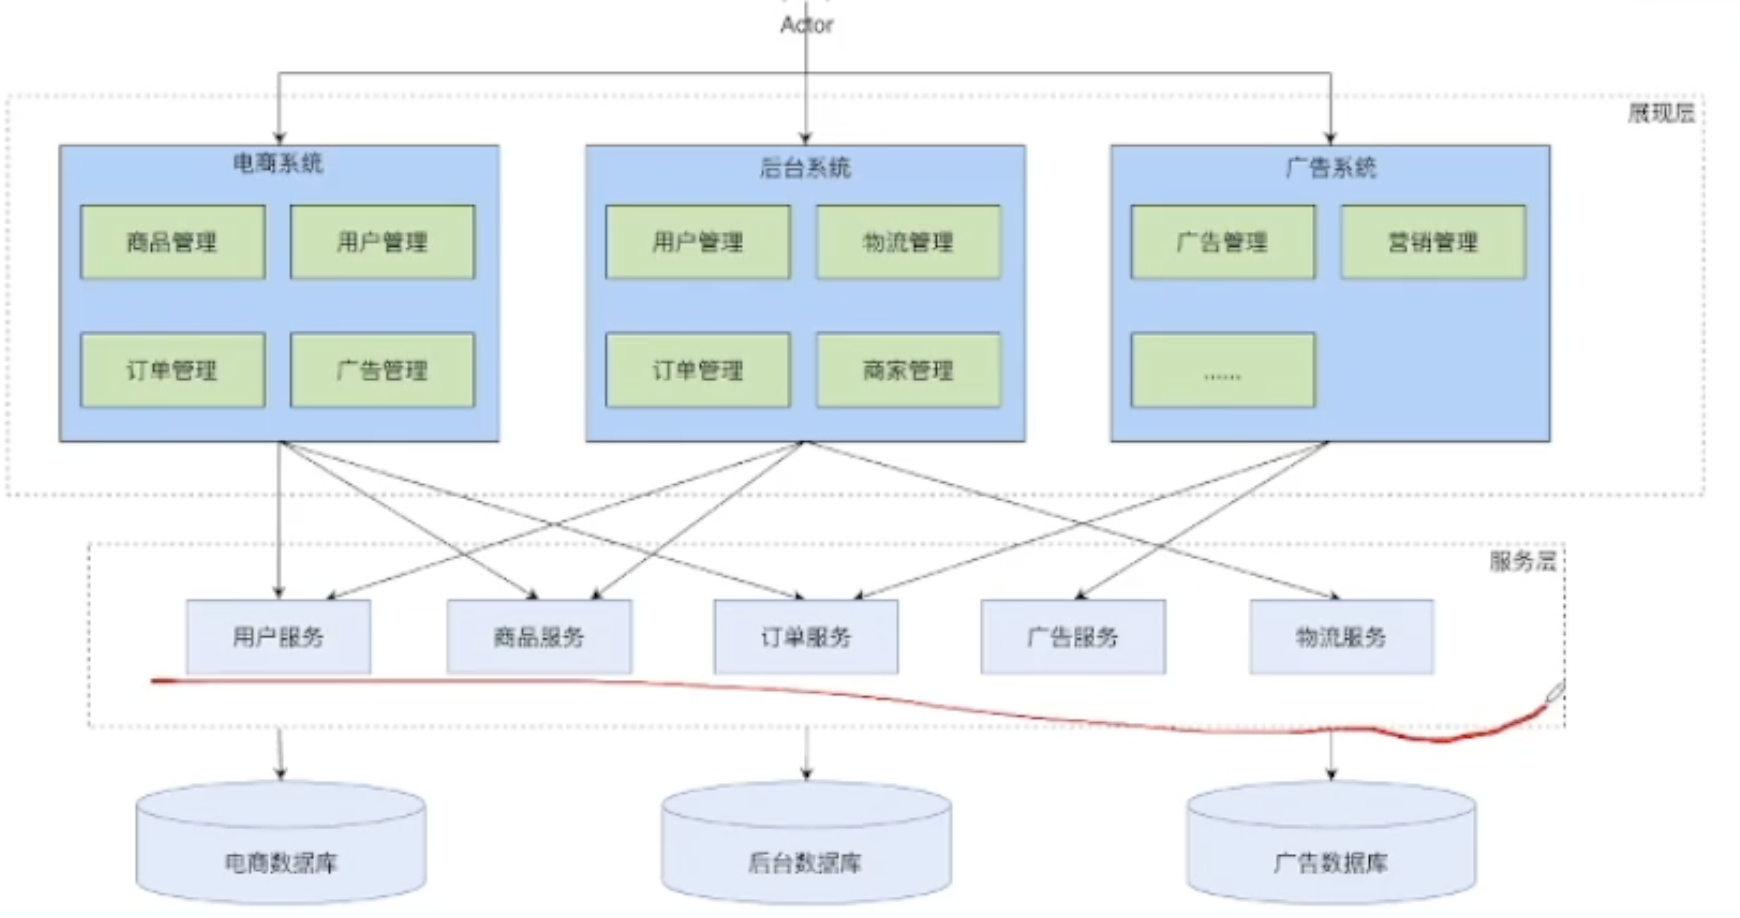 Actor
展现层
电商系统
商品管理
用户管理
订单管理
广告管理
后台系统
用户管理
物流管理
订单管理
商家管理
广告系统
广告管理
营销管理
......
服务层
用户服务
商品服务
订单服务
广告服务
物流服务
电商数据库
后台数据库
广告数据库